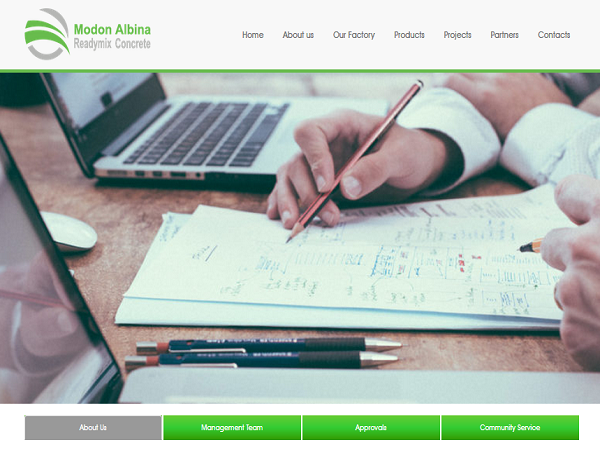 Modon Albina
Readymix Concrete
Home About us Our Factory Products Projects Partners Contacts
About Us Management Team Approvals Community Service